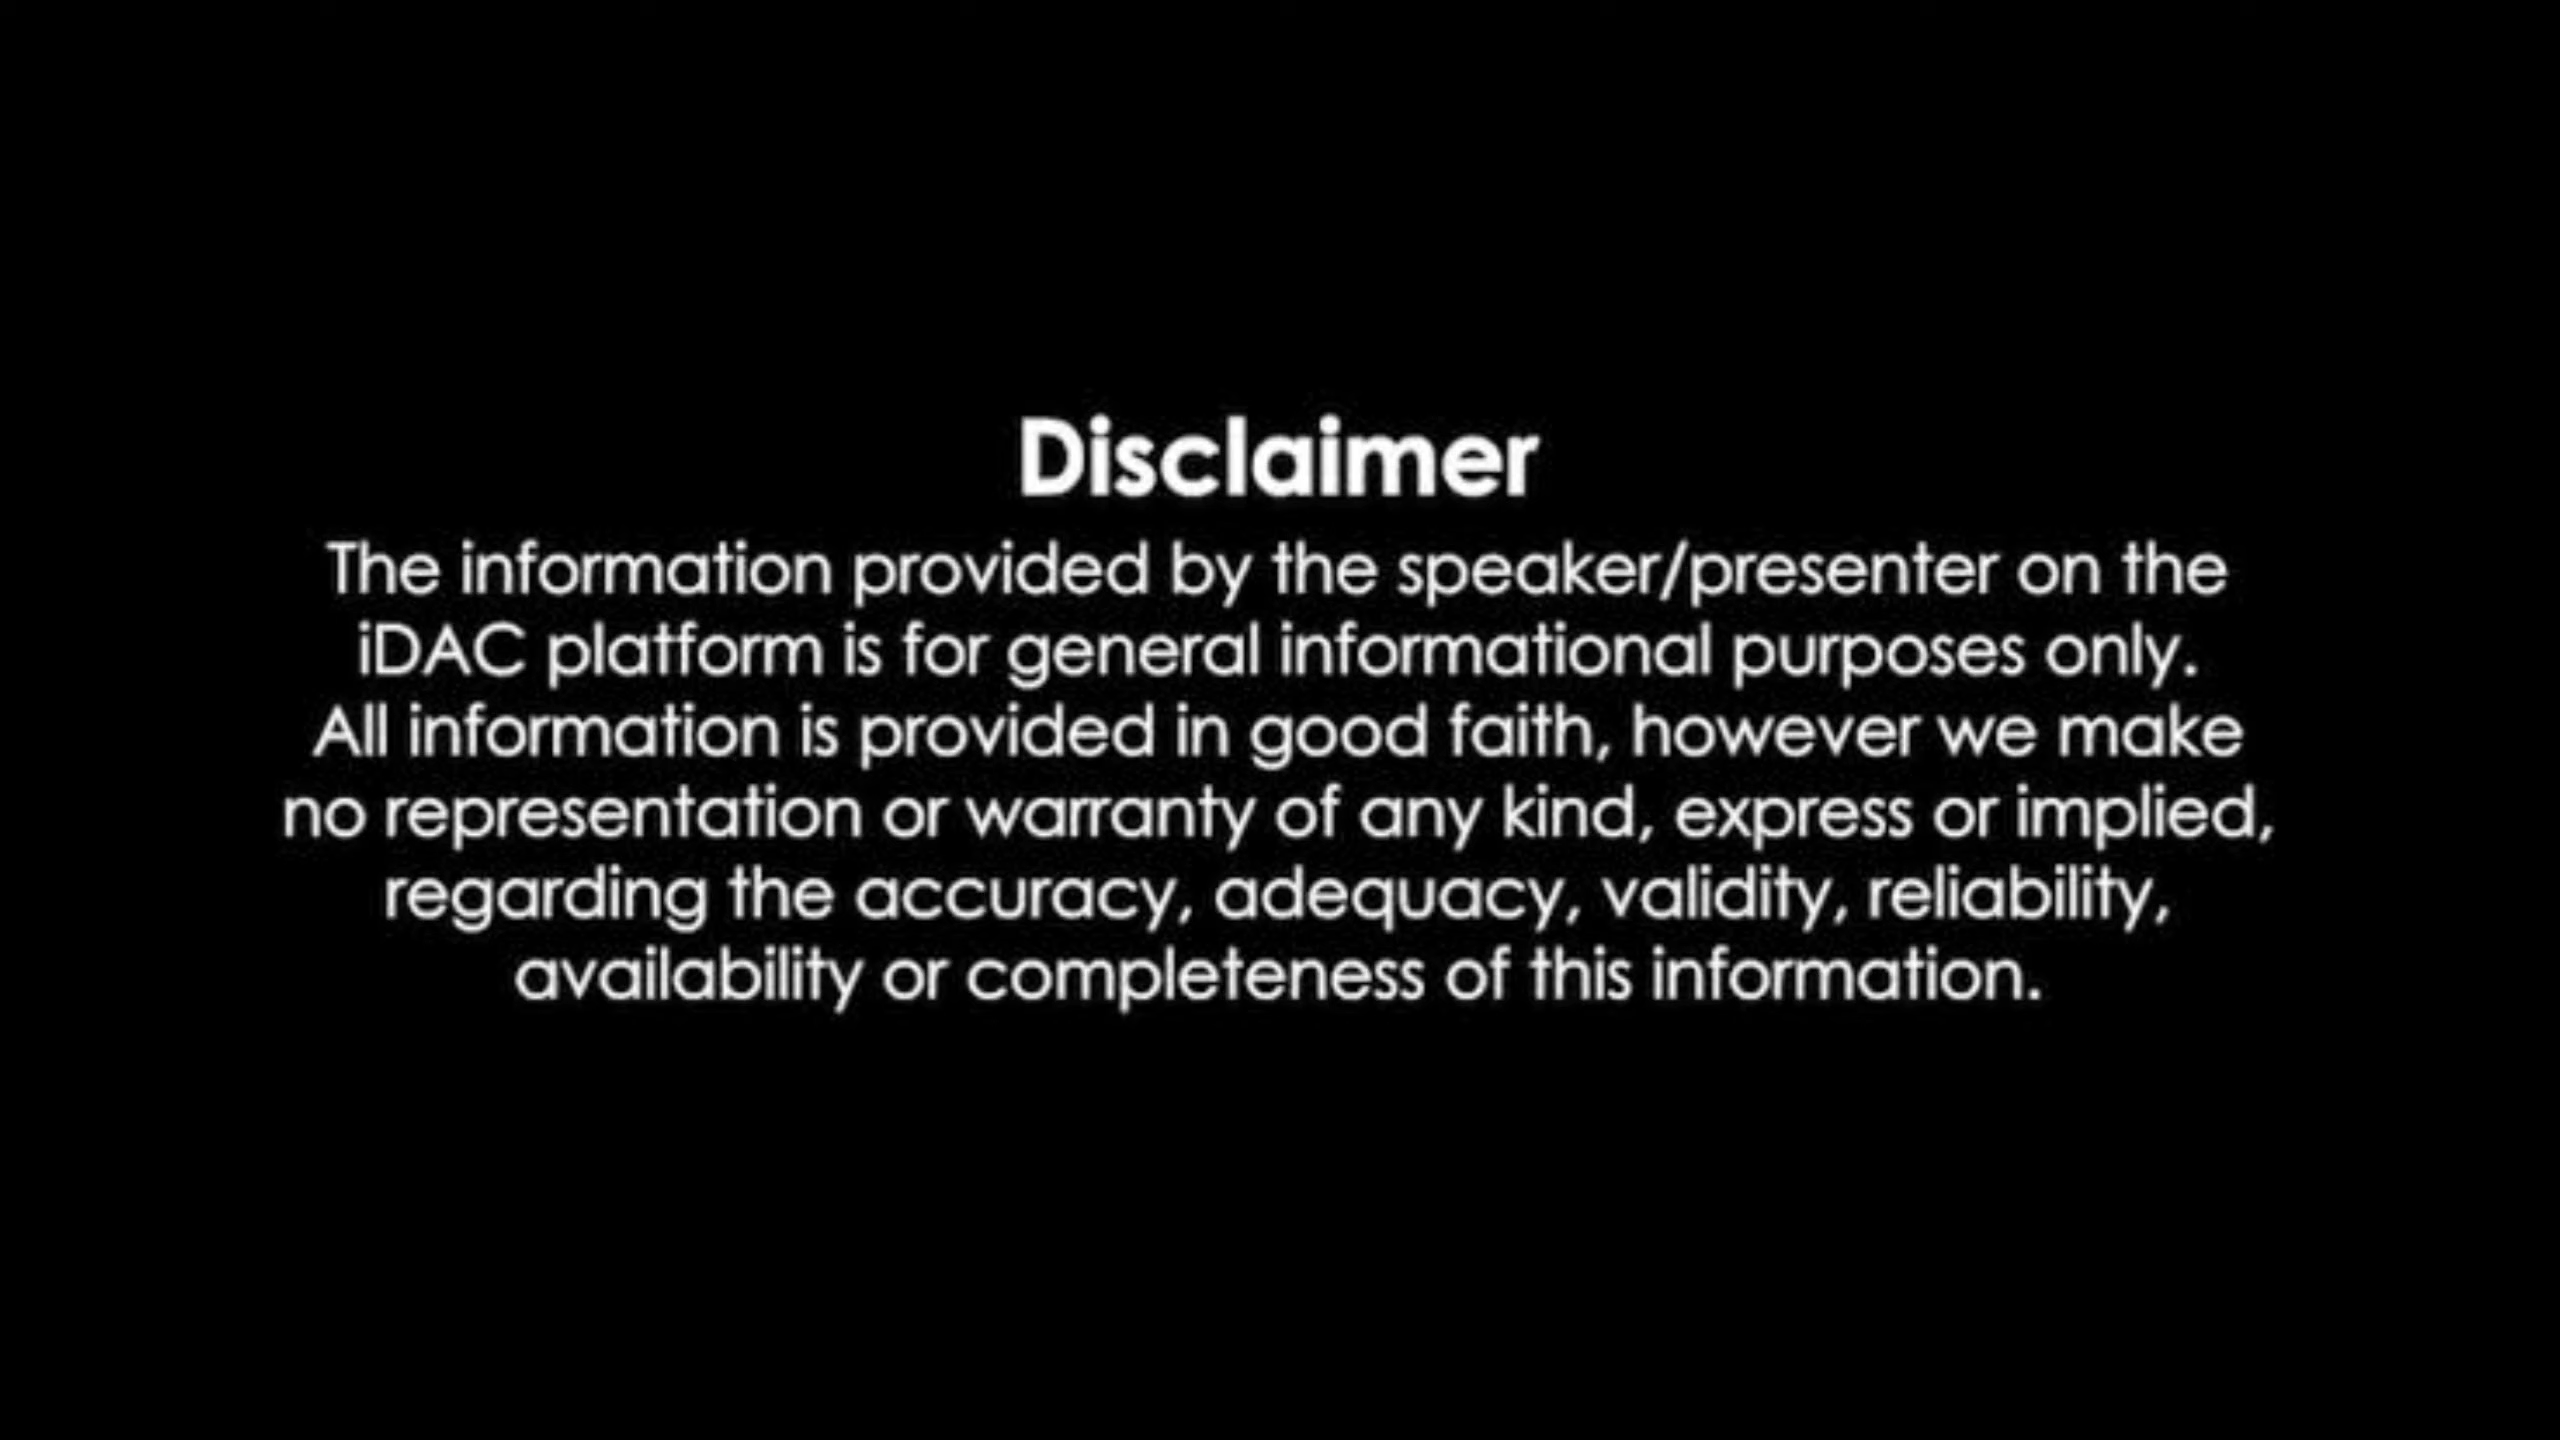 Disclaimer
The information provided by the speaker/presenter on the
iDAC platform is for general informational purposes only.
All information is provided in good faith, however we make
no representation or warranty of any kind, express or implied,
regarding the accuracy, adequacy, validity, reliability,
availability or completeness of this information.